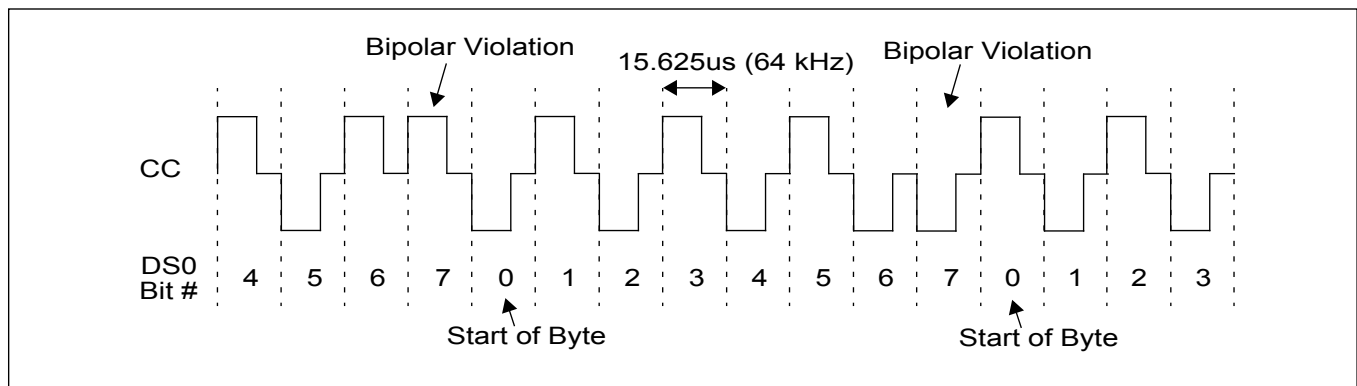 Bipolar Violation
15.625us (64 kHz)
Bipolar Violation
CC
DS0
Bit #
4 5 6 7 0 1 2 3 4 5 6 7 0 1 2 3
Start of Byte
Start of Byte